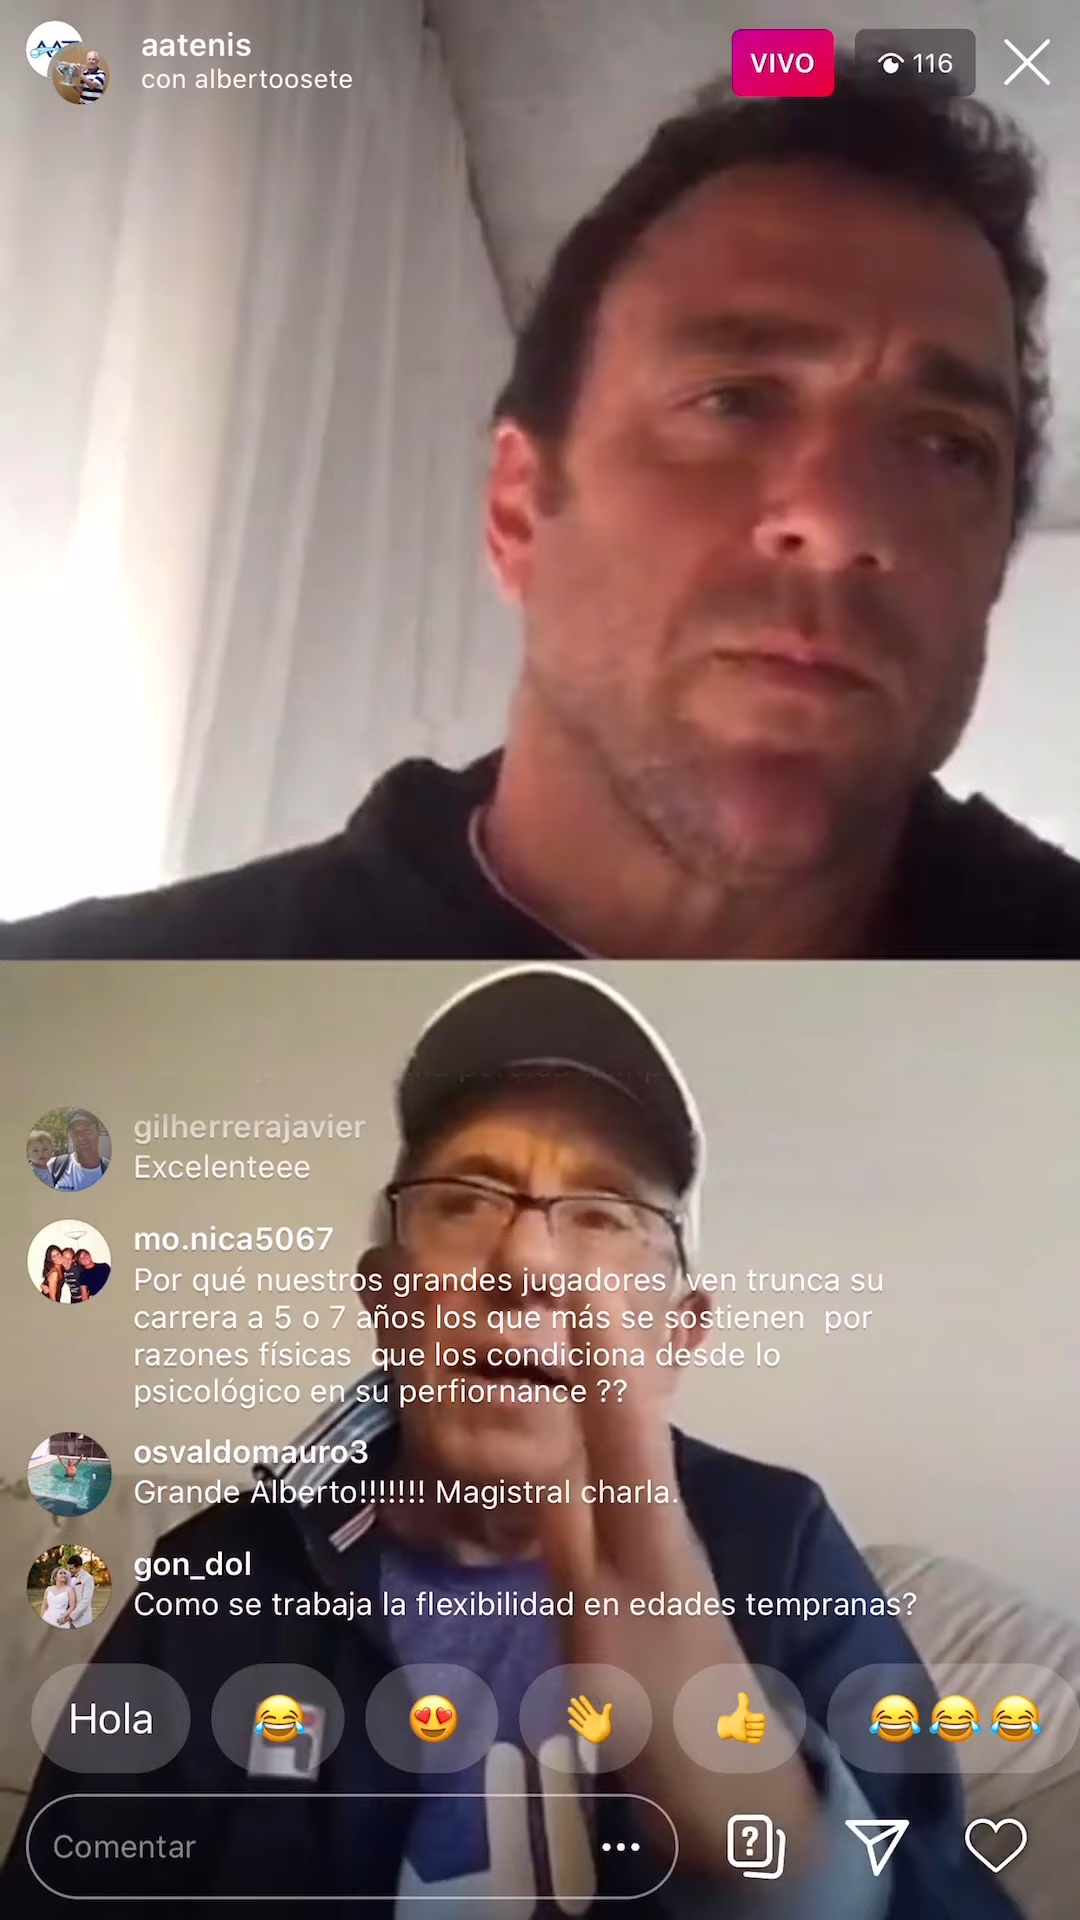 aatenis
con albertoosete
VIVO
116
gilherrerajavier
Excelenteee
mo.nica5067
Por qué nuestros grandes jugadores ven trunca su
carrera a 5 o 7 años los que más se sostienen por
razones físicas que los condiciona desde lo
psicológico en su perfiornance ??
osvaldomauro3
Grande Alberto!!!!!!! Magistral charla.
gon_dol
Como se trabaja la flexibilidad en edades tempranas?
Hola
Comentar